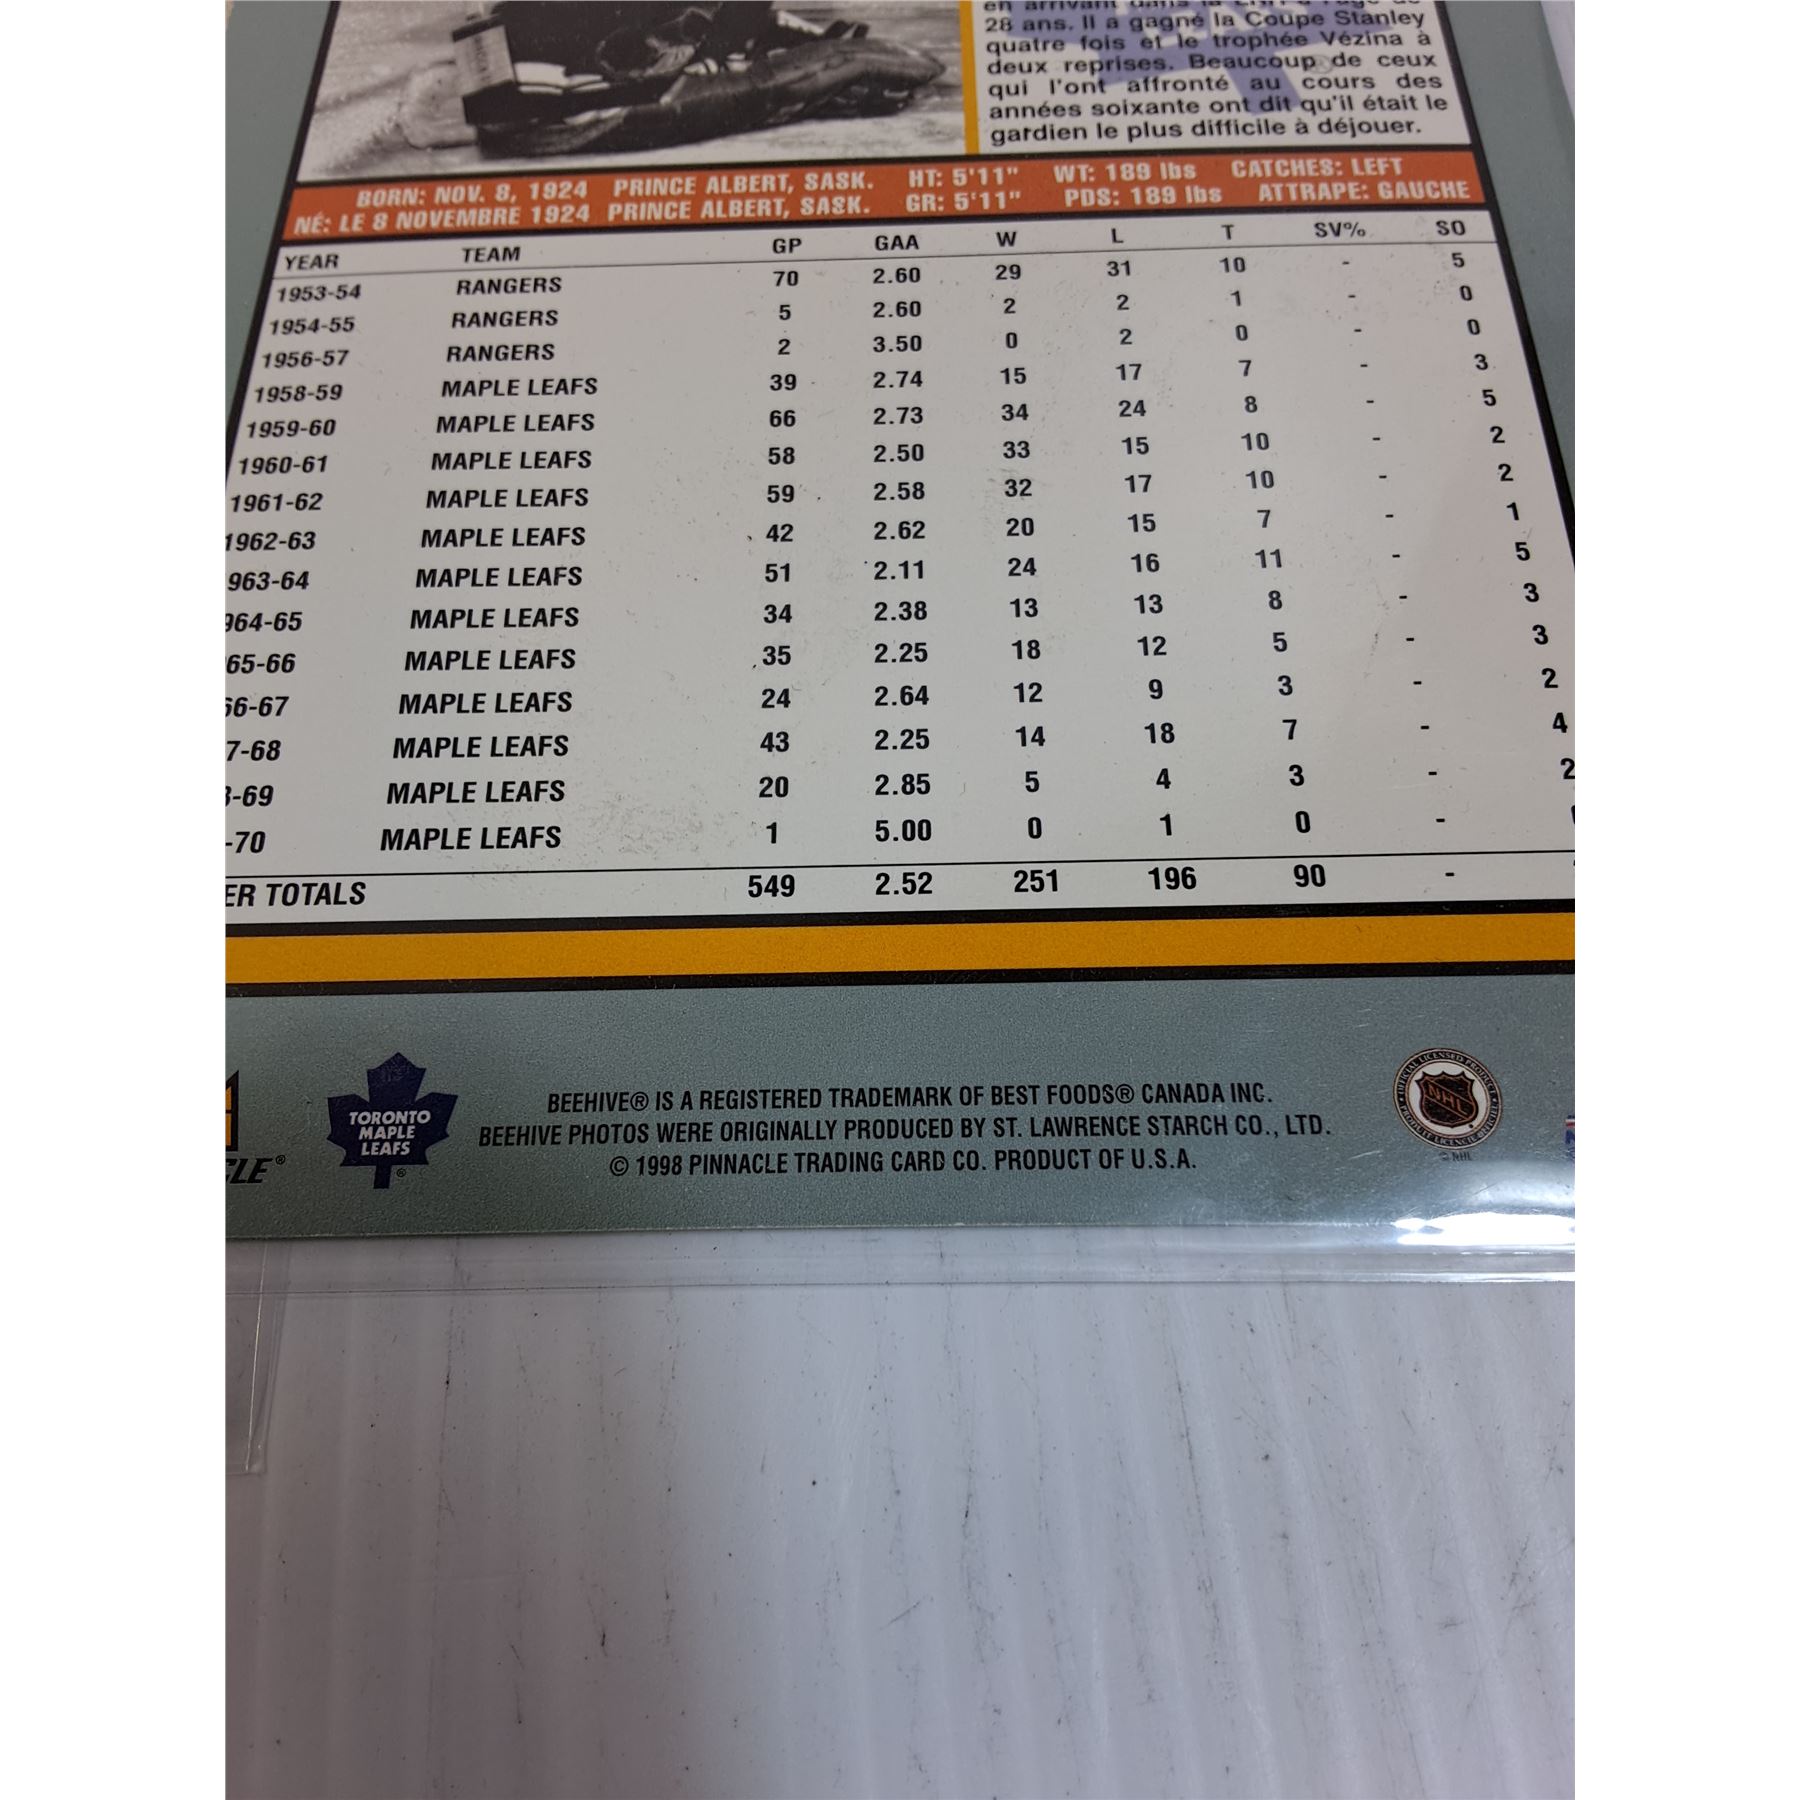 28 ans. Il a gagné la Coupe Stanley
quatre fois et le trophée Vézina à
deux reprises. Beaucoup de ceux
qui l'ont affronté au cours des
années soixante ont dit qu'il était le
gardien le plus difficile à déjouer.
BORN: NOV. 8, 1924 PRINCE ALBERT, SASK. HT: 5'11" WT: 189 lbs CATCHES: LEFT
NÉ: LE 8 NOVEMBRE 1924 PRINCE ALBERT, SASK. GR: 5'11" PDS: 189 lbs ATTRAPE: GAUCHE
YEAR TEAM GP GAA W L T SV% SO
1953-54 RANGERS 70 2.60 29 31 10 - 5
1954-55 RANGERS 5 2.60 2 2 1 - 0
1956-57 RANGERS 2 3.50 0 2 0 - 0
1958-59 MAPLE LEAFS 39 2.74 15 17 7 - 3
1959-60 MAPLE LEAFS 66 2.73 34 24 8 - 5
1960-61 MAPLE LEAFS 58 2.50 33 15 10 - 2
1961-62 MAPLE LEAFS 59 2.58 32 17 10 - 2
1962-63 MAPLE LEAFS 42 2.62 20 15 7 - 1
963-64 MAPLE LEAFS 51 2.11 24 16 11 - 5
964-65 MAPLE LEAFS 34 2.38 13 13 8 - 3
65-66 MAPLE LEAFS 35 2.25 18 12 5 - 3
66-67 MAPLE LEAFS 24 2.64 12 9 3 - 2
7-68 MAPLE LEAFS 43 2.25 14 18 7 - 4
-69 MAPLE LEAFS 20 2.85 5 4 3 - 2
-70 MAPLE LEAFS 1 5.00 0 1 0 -
ER TOTALS 549 2.52 251 196 90 -
TORONTO
MAPLE
LEAFS
®
CLE®
BEEHIVE® IS A REGISTERED TRADEMARK OF BEST FOODS® CANADA INC.
BEEHIVE PHOTOS WERE ORIGINALLY PRODUCED BY ST. LAWRENCE STARCH CO., LTD.
© 1998 PINNACLE TRADING CARD CO. PRODUCT OF U.S.A.
OFFICIAL LICENSED PRODUCT
NHL
© NHL